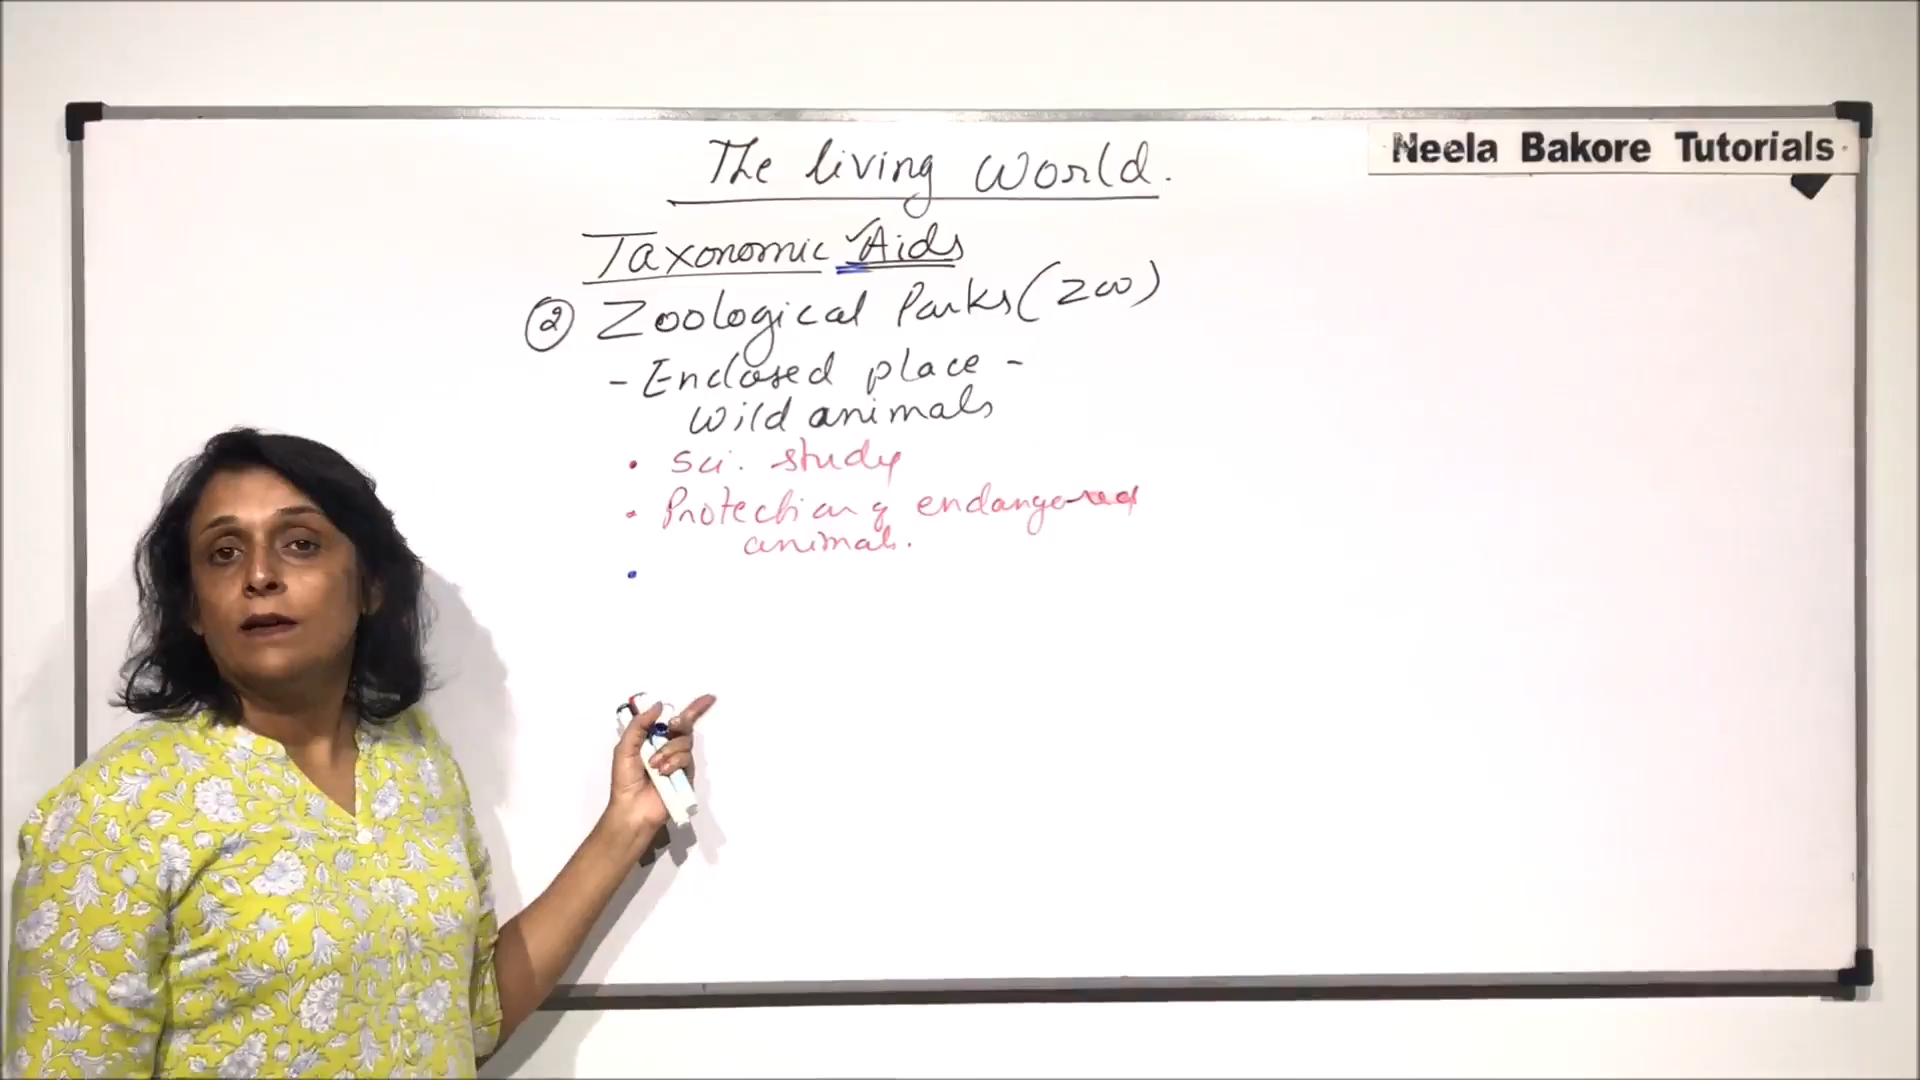 The living World.
Neela Bakore Tutorials
Taxonomic Aids
② Zoological Parks (Zoo)
- Enclosed place -
Wild animals
• Sci. study
• Protection of endangered
animals.
•